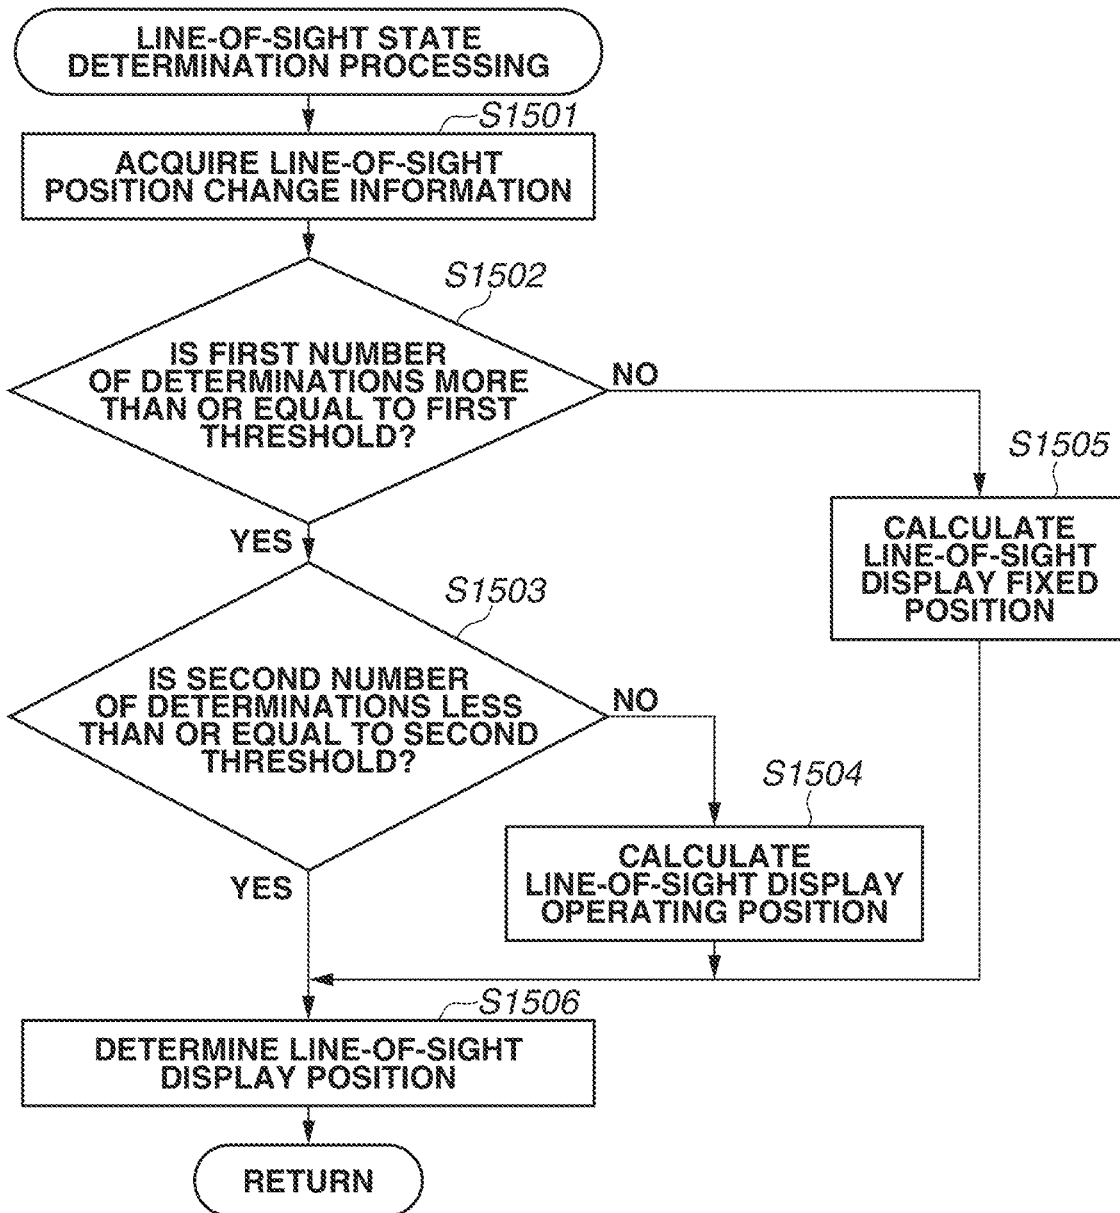 LINE-OF-SIGHT STATE
DETERMINATION PROCESSING
S1501
ACQUIRE LINE-OF-SIGHT
POSITION CHANGE INFORMATION
S1502
IS FIRST NUMBER
OF DETERMINATIONS MORE
THAN OR EQUAL TO FIRST
THRESHOLD?
NO
YES
S1505
CALCULATE
LINE-OF-SIGHT
DISPLAY FIXED
POSITION
S1503
IS SECOND NUMBER
OF DETERMINATIONS LESS
THAN OR EQUAL TO SECOND
THRESHOLD?
NO
YES
S1504
CALCULATE
LINE-OF-SIGHT DISPLAY
OPERATING POSITION
S1506
DETERMINE LINE-OF-SIGHT
DISPLAY POSITION
RETURN